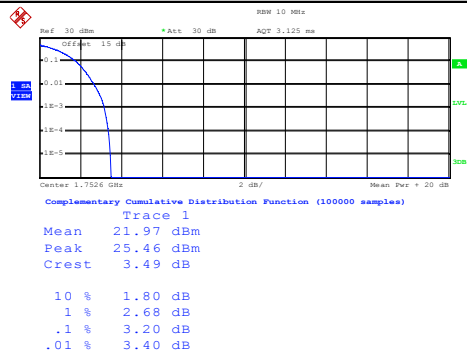 RBW 10 MHz
Ref 30 dBm *Att 30 dB AQT 3.125 ms
Offset 15 dB
A
0.1
0.01
1 SA
VIEW
1E-3
LVL
1E-4
1E-5
3DB
Center 1.7526 GHz 2 dB/ Mean Pwr + 20 dB
Complementary Cumulative Distribution Function (100000 samples)
Trace 1
Mean 21.97 dBm
Peak 25.46 dBm
Crest 3.49 dB
10 % 1.80 dB
1 % 2.68 dB
.1 % 3.20 dB
.01 % 3.40 dB